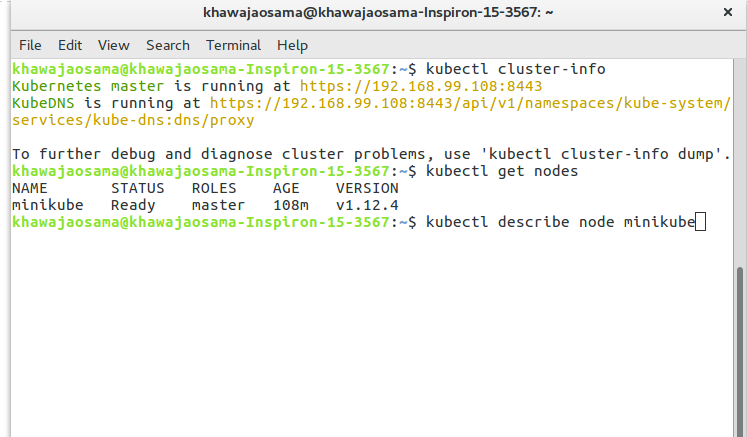 khawajaosama@khawajaosama-Inspiron-15-3567: ~
File Edit View Search Terminal Help
khawajaosama@khawajaosama-Inspiron-15-3567:~$ kubectl cluster-info
Kubernetes master is running at https://192.168.99.108:8443
KubeDNS is running at https://192.168.99.108:8443/api/v1/namespaces/kube-system/
services/kube-dns:dns/proxy
To further debug and diagnose cluster problems, use 'kubectl cluster-info dump'.
khawajaosama@khawajaosama-Inspiron-15-3567:~$ kubectl get nodes
NAME STATUS ROLES AGE VERSION
minikube Ready master 108m v1.12.4
khawajaosama@khawajaosama-Inspiron-15-3567:~$ kubectl describe node minikube